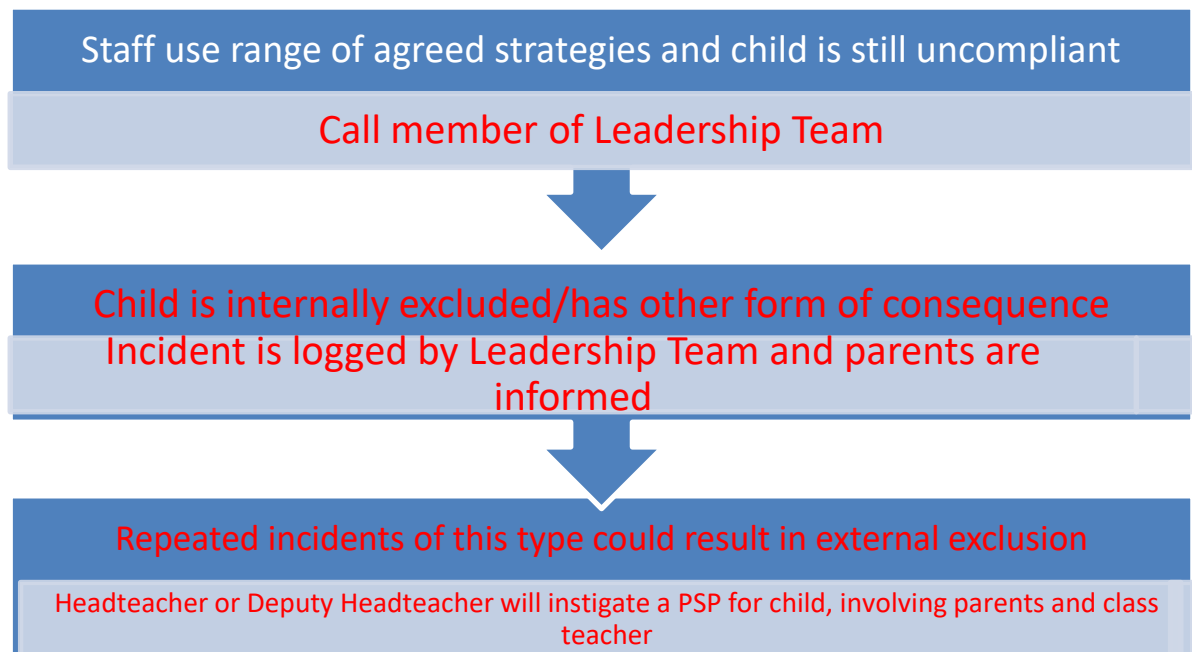 Staff use range of agreed strategies and child is still uncompliant
Call member of Leadership Team
Child is internally excluded/has other form of consequence
Incident is logged by Leadership Team and parents are
informed
Repeated incidents of this type could result in external exclusion
Headteacher or Deputy Headteacher will instigate a PSP for child, involving parents and class
teacher